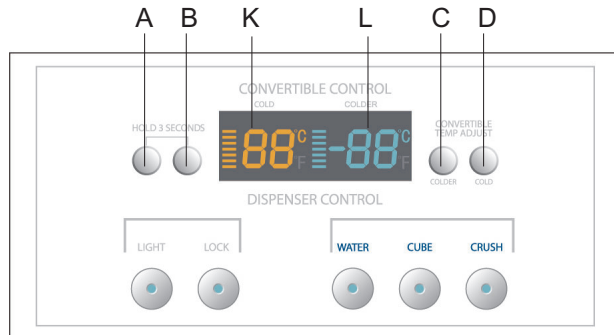 A B K L C D
CONVERTIBLE CONTROL
COLD COLDER
HOLD 3 SECONDS
88 °C °F -88 °C °F
CONVERTIBLE
TEMP ADJUST
COLDER COLD
DISPENSER CONTROL
LIGHT LOCK WATER CUBE CRUSH